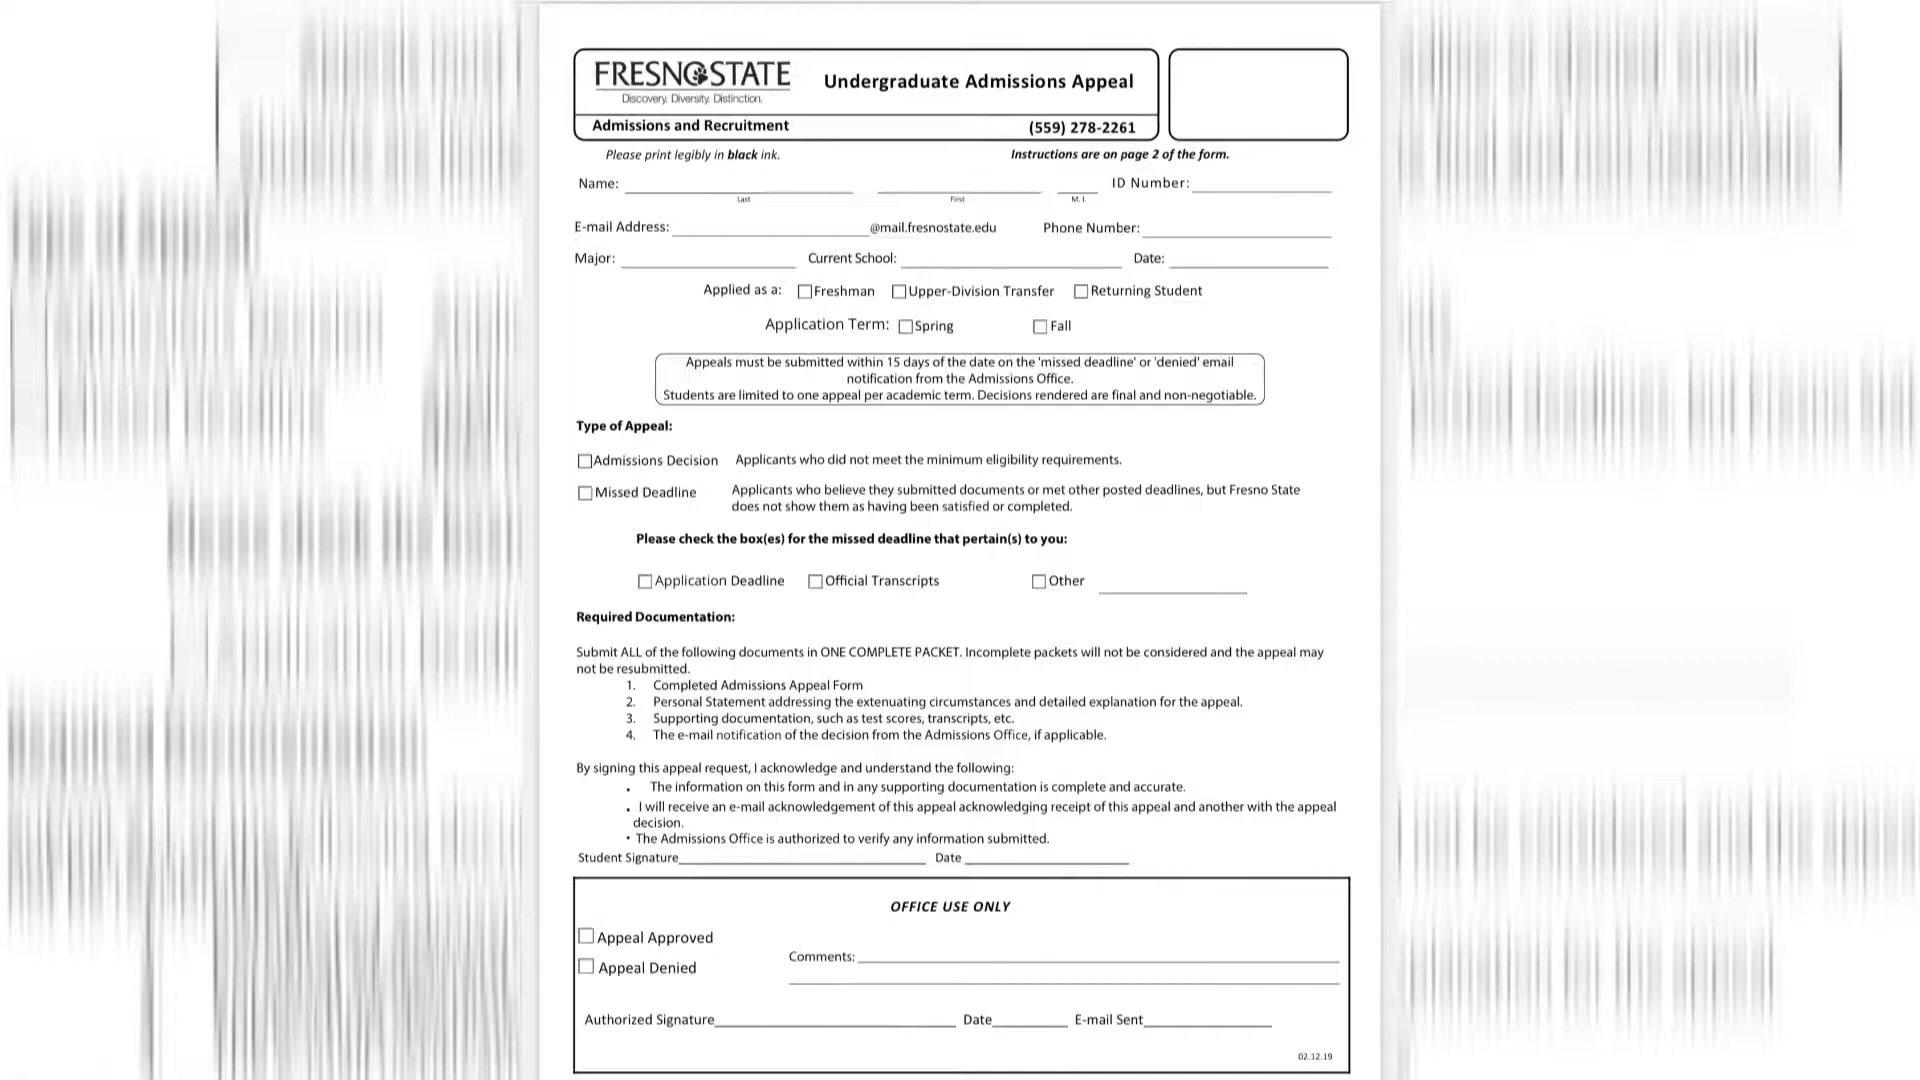 FRESNO STATE
Undergraduate Admissions Appeal
Discovery. Diversity. Distinction.
Admissions and Recruitment (559) 278-2261
Please print legibly in black ink. Instructions are on page 2 of the form.
Name: ID Number:
Last First M. I.
E-mail Address: @mail.fresnostate.edu Phone Number:
Major: Current School: Date:
Applied as a: Freshman Upper-Division Transfer Returning Student
Application Term: Spring Fall
Appeals must be submitted within 15 days of the date on the 'missed deadline' or 'denied' email
notification from the Admissions Office.
Students are limited to one appeal per academic term. Decisions rendered are final and non-negotiable.
Type of Appeal:
Admissions Decision Applicants who did not meet the minimum eligibility requirements.
Missed Deadline Applicants who believe they submitted documents or met other posted deadlines, but Fresno State
does not show them as having been satisfied or completed.
Please check the box(es) for the missed deadline that pertain(s) to you:
Application Deadline Official Transcripts Other
Required Documentation:
Submit ALL of the following documents in ONE COMPLETE PACKET. Incomplete packets will not be considered and the appeal may
not be resubmitted.
1. Completed Admissions Appeal Form
2. Personal Statement addressing the extenuating circumstances and detailed explanation for the appeal.
3. Supporting documentation, such as test scores, transcripts, etc.
4. The e-mail notification of the decision from the Admissions Office, if applicable.
By signing this appeal request, I acknowledge and understand the following:
• The information on this form and in any supporting documentation is complete and accurate.
• I will receive an e-mail acknowledgement of this appeal acknowledging receipt of this appeal and another with the appeal
decision.
• The Admissions Office is authorized to verify any information submitted.
Student Signature Date
OFFICE USE ONLY
Appeal Approved
Comments:
Appeal Denied
Authorized Signature Date E-mail Sent
02.12.19